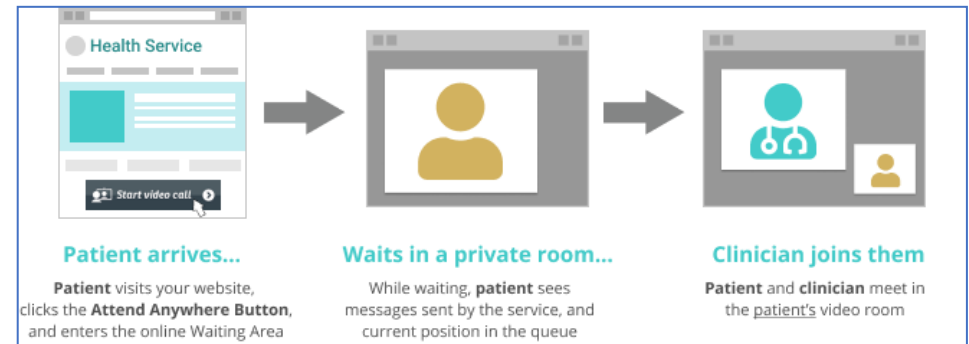 Health Service
Start video call
Patient arrives...
Patient visits your website,
clicks the Attend Anywhere Button,
and enters the online Waiting Area
Waits in a private room...
While waiting, patient sees
messages sent by the service, and
current position in the queue
Clinician joins them
Patient and clinician meet in
the patient's video room